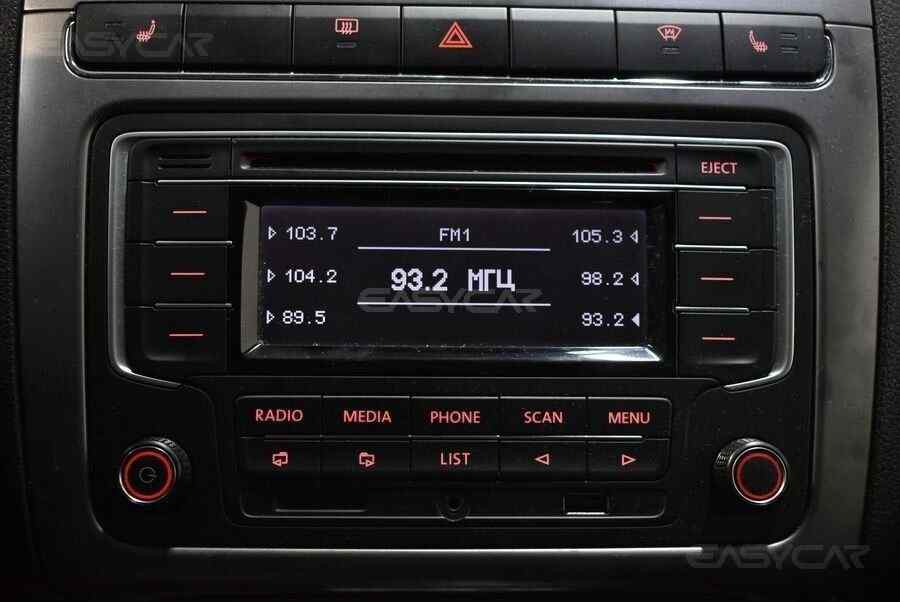 EASYCAR
EJECT
103.7 FM1 105.3
104.2 93.2 МГЦ 98.2
EASYCAR
89.5 93.2
RADIO MEDIA PHONE SCAN MENU
LIST
EASYCAR